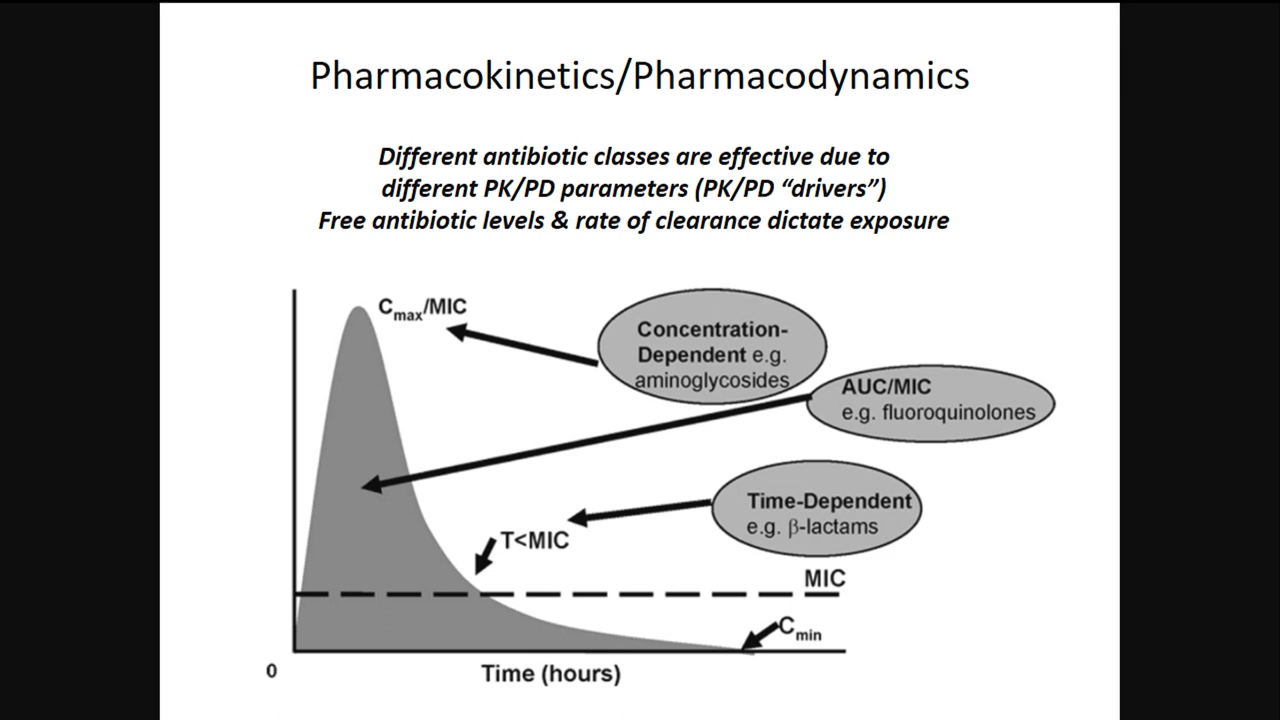 Pharmacokinetics/Pharmacodynamics
Different antibiotic classes are effective due to
different PK/PD parameters (PK/PD “drivers”)
Free antibiotic levels & rate of clearance dictate exposure
Cmax/MIC
Concentration-
Dependent e.g.
aminoglycosides
AUC/MIC
e.g. fluoroquinolones
Time-Dependent
e.g. β-lactams
T<MIC
MIC
Cmin
0
Time (hours)